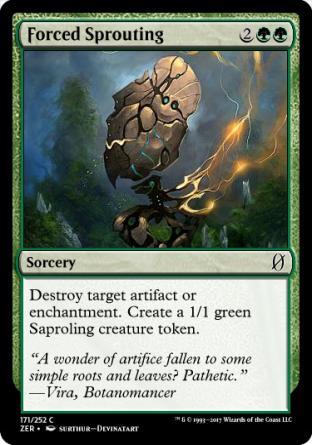 Forced Sprouting 2
Sorcery
Destroy target artifact or
enchantment. Create a 1/1 green
Saproling creature token.
“A wonder of artifice fallen to some
simple roots and leaves? Pathetic.”
—Vira, Botanomancer
171/252 C
ZER • SURTHUR-DEVINATART
™ & © 1993–2017 Wizards of the Coast LLC